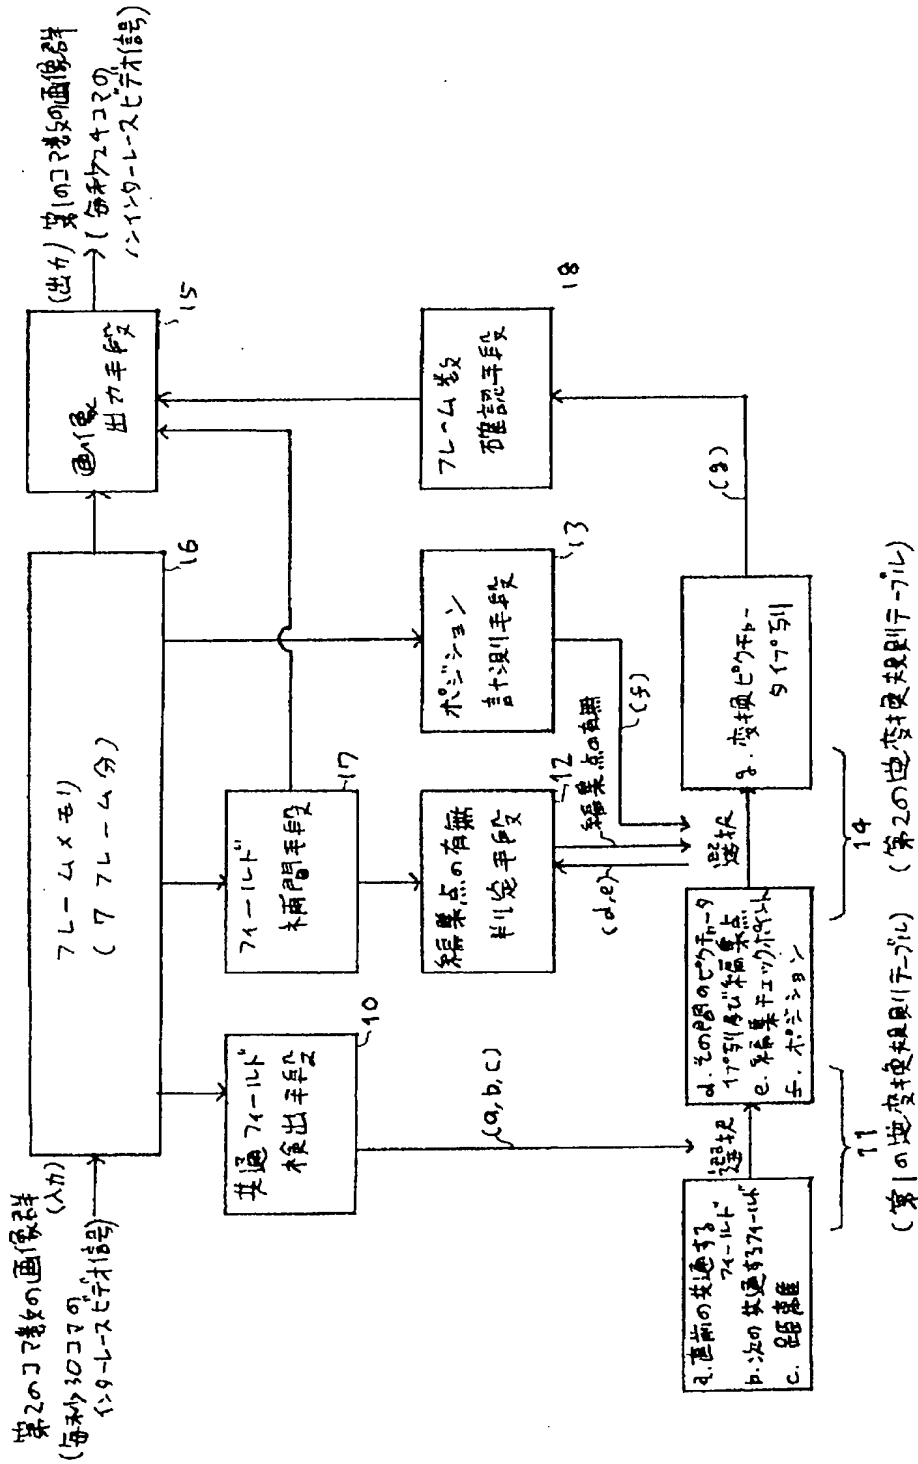 第2のコマ数の画像群
(入力)
(毎秒30コマの
インターレースビデオ信号)
フレームメモリ
(7フレーム分)
16
画像
出力手段
15
(出力)第1のコマ数の画像群
(毎秒24コマの
ノンインターレースビデオ信号)
共通フィールド
検出手段
10
フィールド
補間手段
17
編集点の有無
判定手段
12
ポジション
計測手段
13
フレーム数
確認手段
18
(a,b,c)
(d,e)
編集点の有無
(f)
(g)
a.直前の共通する
フィールド
b.次の共通するフィールド
c. 距離
選択
d.その間のピクチャータ
イプ列及び編集点
e.編集チェックポイント
f. ポジション
選択
g. 変換ピクチャー
タイプ列
11
(第1の逆変換規則テーブル)
14
(第2の逆変換規則テーブル)